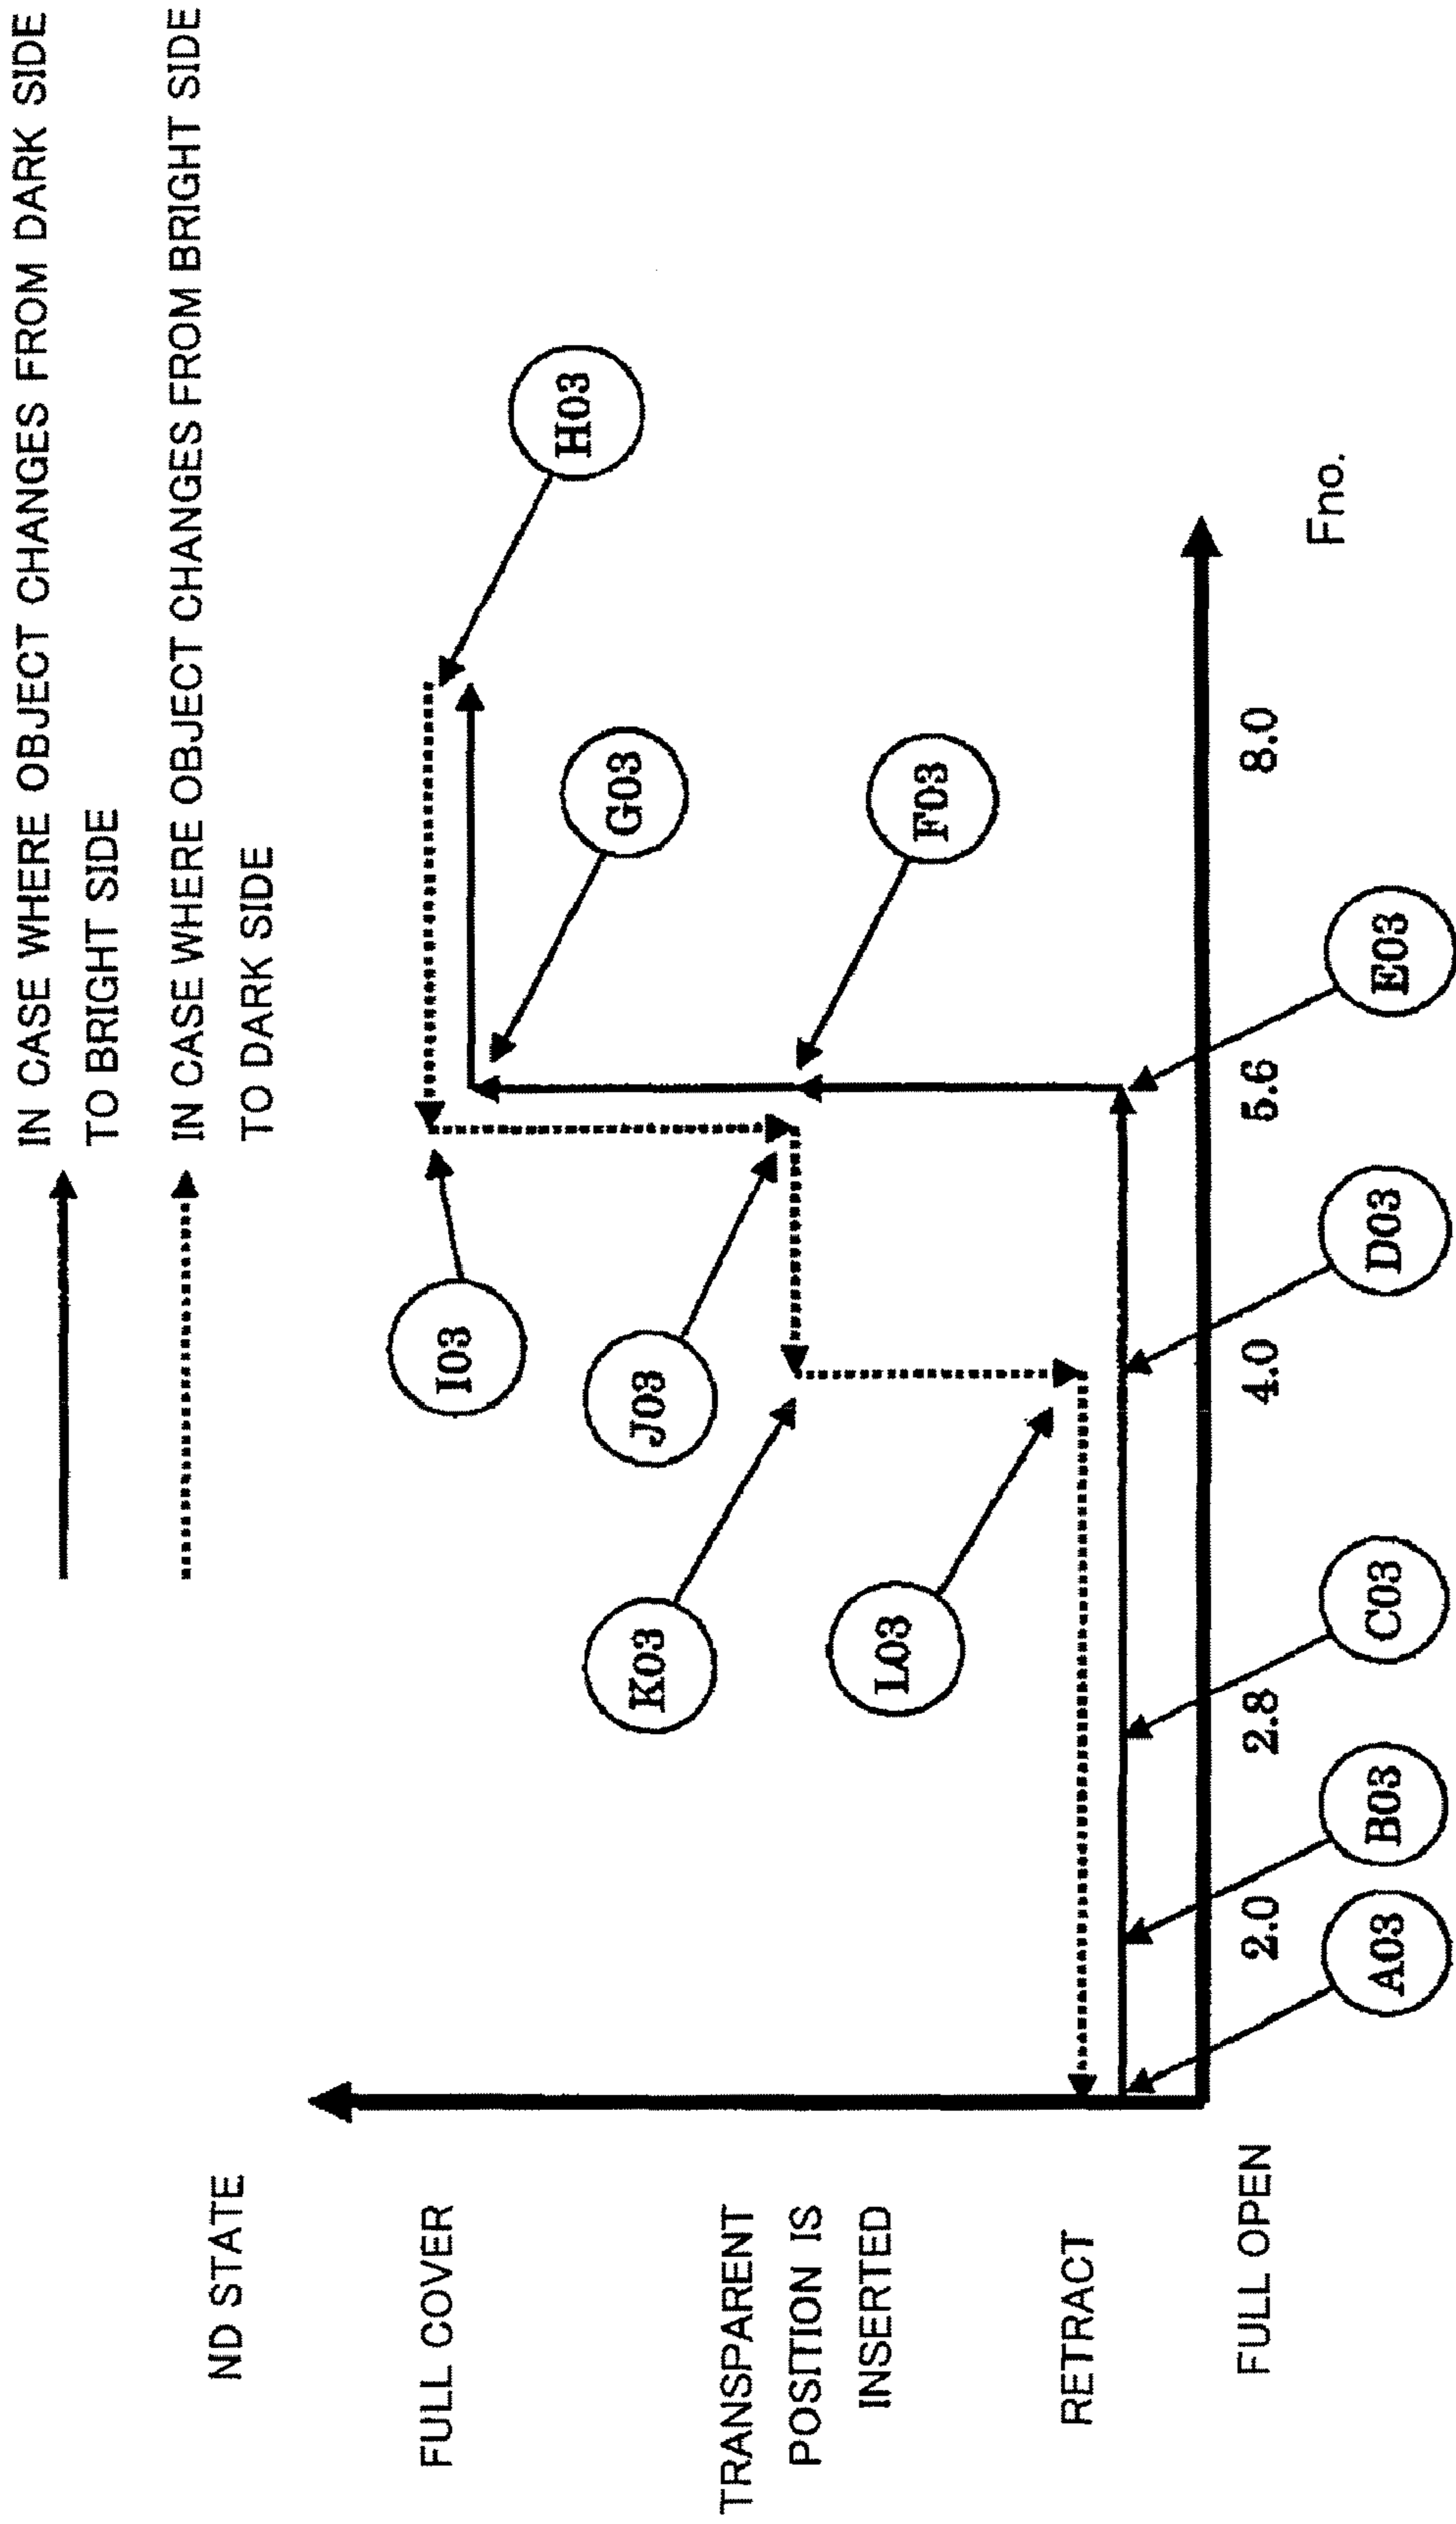 IN CASE WHERE OBJECT CHANGES FROM DARK SIDE
TO BRIGHT SIDE
IN CASE WHERE OBJECT CHANGES FROM BRIGHT SIDE
TO DARK SIDE
ND STATE
FULL COVER
TRANSPARENT
POSITION IS
INSERTED
RETRACT
FULL OPEN
H03
G03
I03
J03
F03
K03
L03
2.0
2.8
4.0
5.6
8.0
Fno.
A03
B03
C03
D03
E03